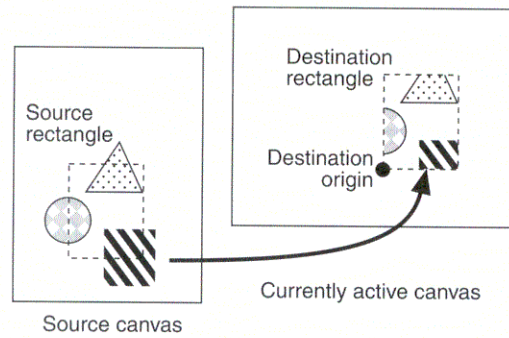 Destination
rectangle
Source
rectangle
Destination
origin
Currently active canvas
Source canvas